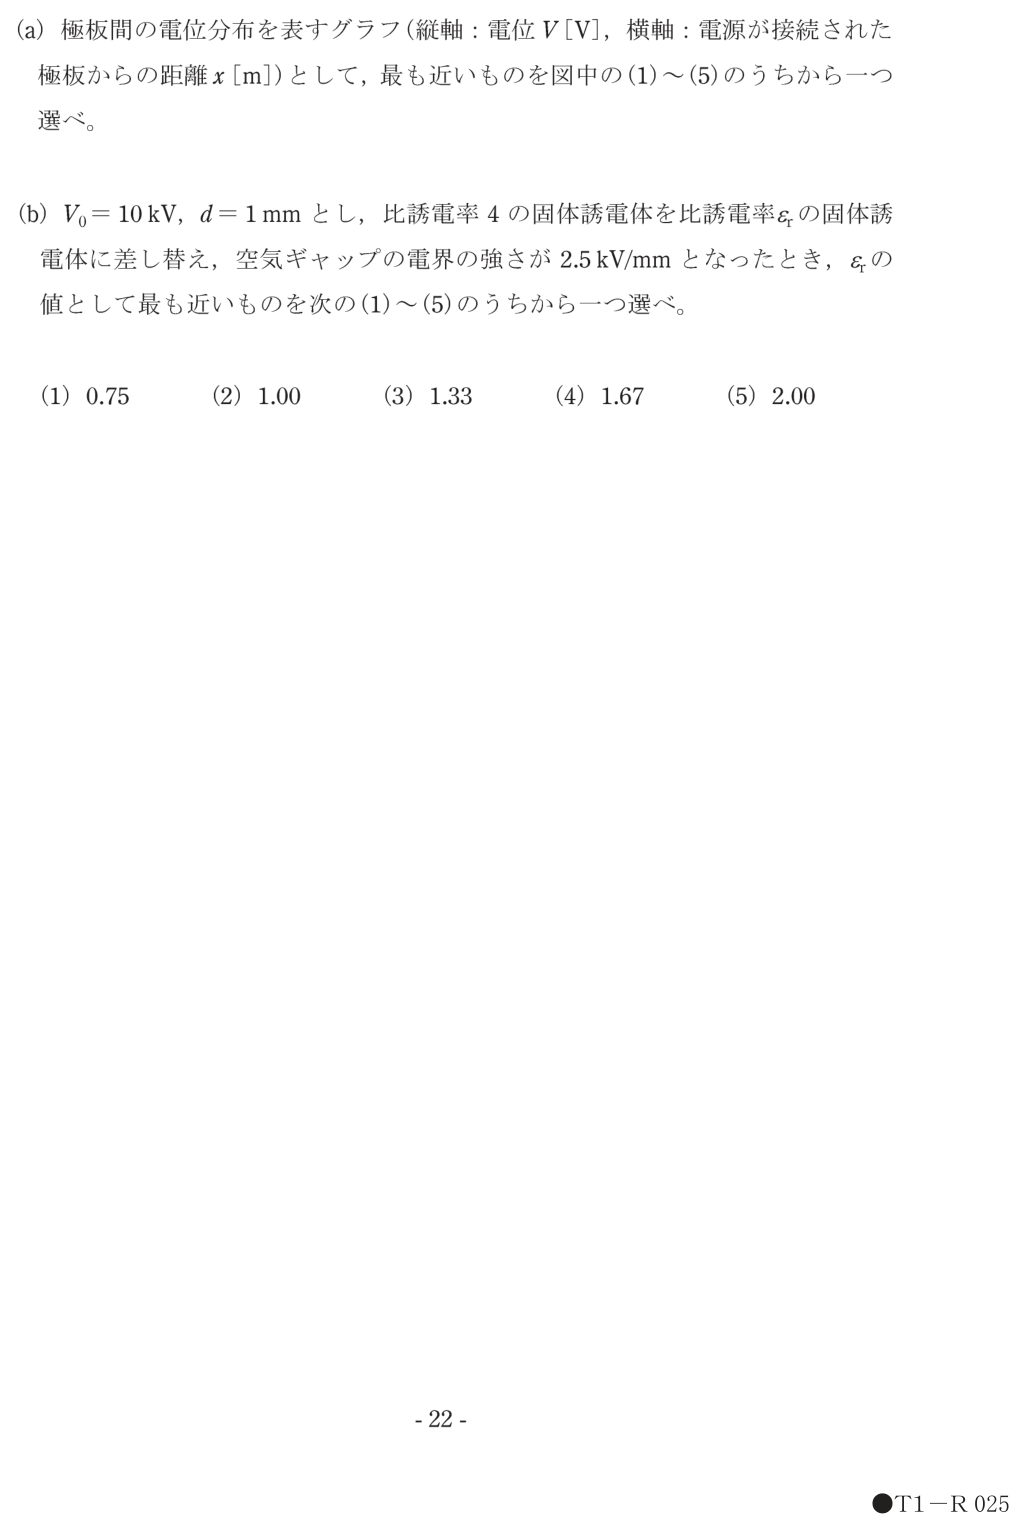 (a) 極板間の電位分布を表すグラフ(縦軸：電位V[V]，横軸：電源が接続された
極板からの距離x[m])として，最も近いものを図中の(1)～(5)のうちから一つ
選べ。
(b) V₀＝10 kV，d＝1 mm とし，比誘電率 4 の固体誘電体を比誘電率εrの固体誘
電体に差し替え，空気ギャップの電界の強さが 2.5 kV/mm となったとき，εrの
値として最も近いものを次の(1)～(5)のうちから一つ選べ。
(1) 0.75 (2) 1.00 (3) 1.33 (4) 1.67 (5) 2.00
- 22 -
●T1－R 025